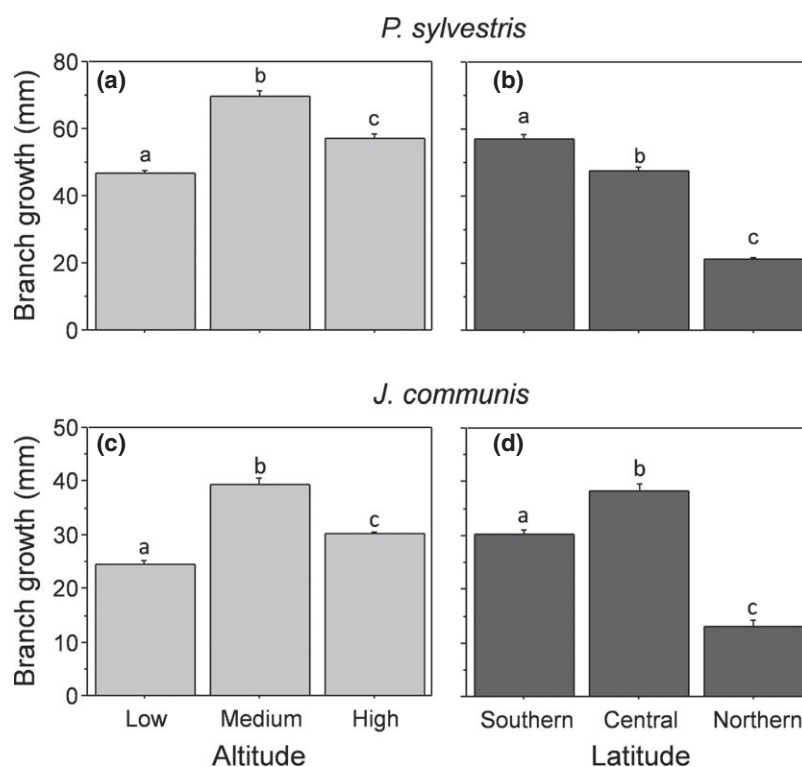 P. sylvestris
(a)
(b)
Branch growth (mm)
80
60
40
20
0
a
b
c
a
b
c
J. communis
(c)
(d)
Branch growth (mm)
50
40
30
20
10
0
a
b
c
a
b
c
Low Medium High
Southern Central Northern
Altitude
Latitude